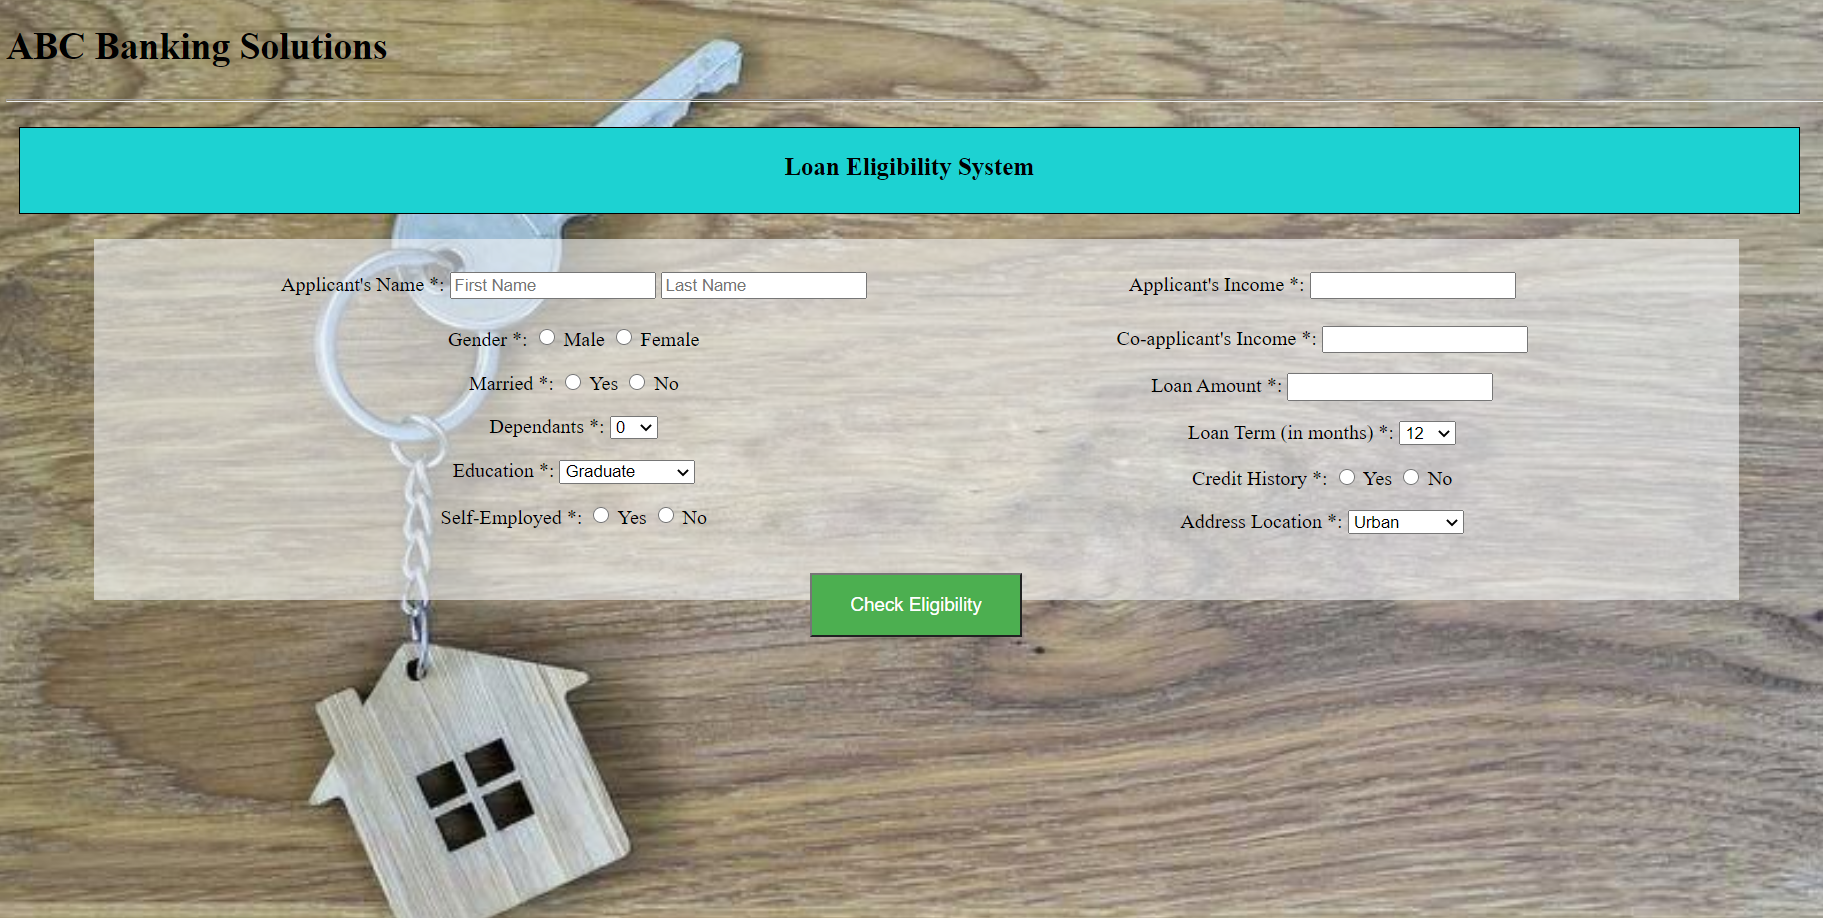 ABC Banking Solutions
Loan Eligibility System
Applicant's Name *: First Name Last Name
Gender *: Male Female
Married *: Yes No
Dependants *: 0
Education *: Graduate
Self-Employed *: Yes No
Applicant's Income *:
Co-applicant's Income *:
Loan Amount *:
Loan Term (in months) *: 12
Credit History *: Yes No
Address Location *: Urban
Check Eligibility